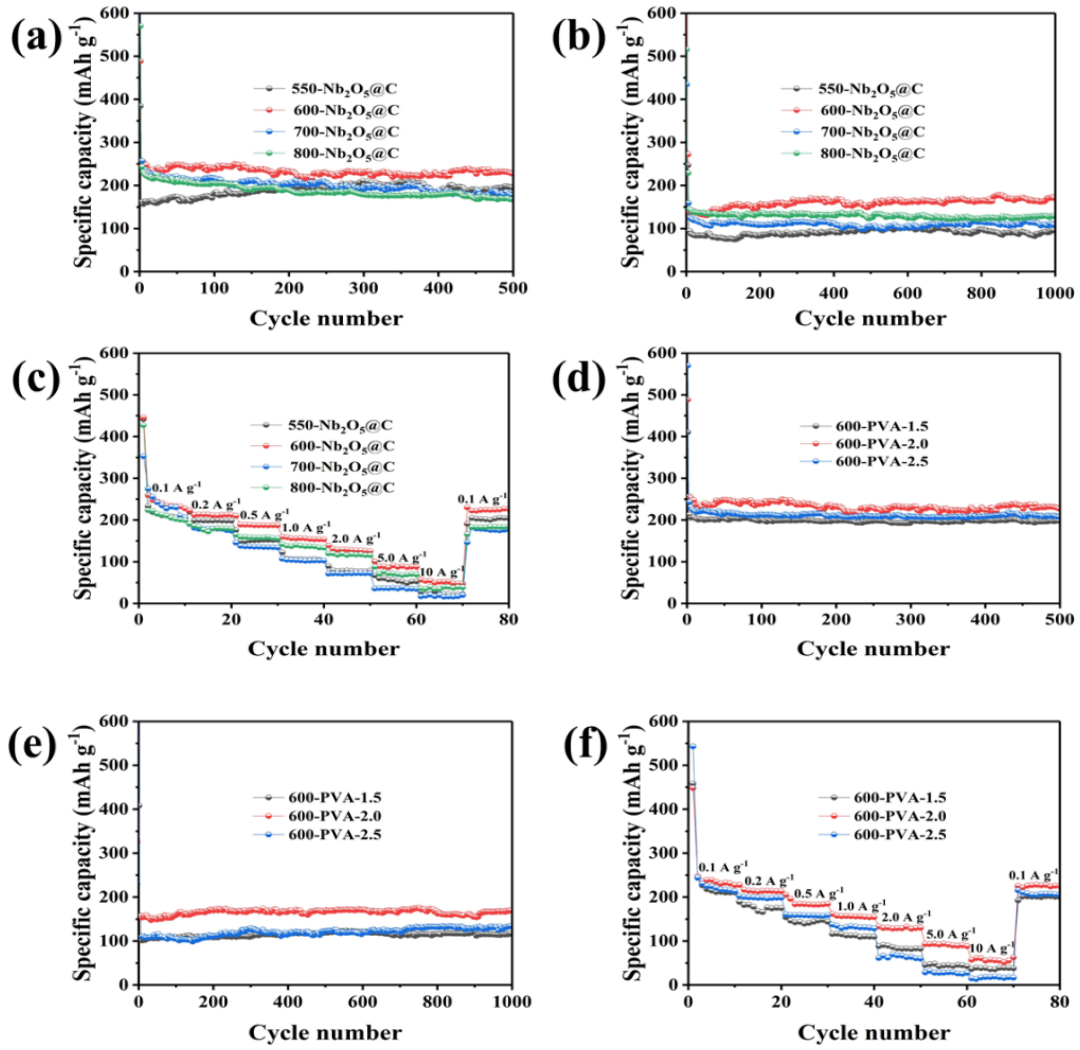 (a)
Specific capacity (mAh g⁻¹)
600
500
400
300
200
100
0
550-Nb₂O₅@C
600-Nb₂O₅@C
700-Nb₂O₅@C
800-Nb₂O₅@C
0 100 200 300 400 500
Cycle number
(b)
Specific capacity (mAh g⁻¹)
600
500
400
300
200
100
0
550-Nb₂O₅@C
600-Nb₂O₅@C
700-Nb₂O₅@C
800-Nb₂O₅@C
0 200 400 600 800 1000
Cycle number
(c)
Specific capacity (mAh g⁻¹)
600
500
400
300
200
100
0
550-Nb₂O₅@C
600-Nb₂O₅@C
700-Nb₂O₅@C
800-Nb₂O₅@C
0.1 A g⁻¹
0.2 A g⁻¹
0.5 A g⁻¹
1.0 A g⁻¹
2.0 A g⁻¹
5.0 A g⁻¹
10 A g⁻¹
0.1 A g⁻¹
0 20 40 60 80
Cycle number
(d)
Specific capacity (mAh g⁻¹)
600
500
400
300
200
100
0
600-PVA-1.5
600-PVA-2.0
600-PVA-2.5
0 100 200 300 400 500
Cycle number
(e)
Specific capacity (mAh g⁻¹)
600
500
400
300
200
100
0
600-PVA-1.5
600-PVA-2.0
600-PVA-2.5
0 200 400 600 800 1000
Cycle number
(f)
Specific capacity (mAh g⁻¹)
600
500
400
300
200
100
0
600-PVA-1.5
600-PVA-2.0
600-PVA-2.5
0.1 A g⁻¹
0.2 A g⁻¹
0.5 A g⁻¹
1.0 A g⁻¹
2.0 A g⁻¹
5.0 A g⁻¹
10 A g⁻¹
0.1 A g⁻¹
0 20 40 60 80
Cycle number